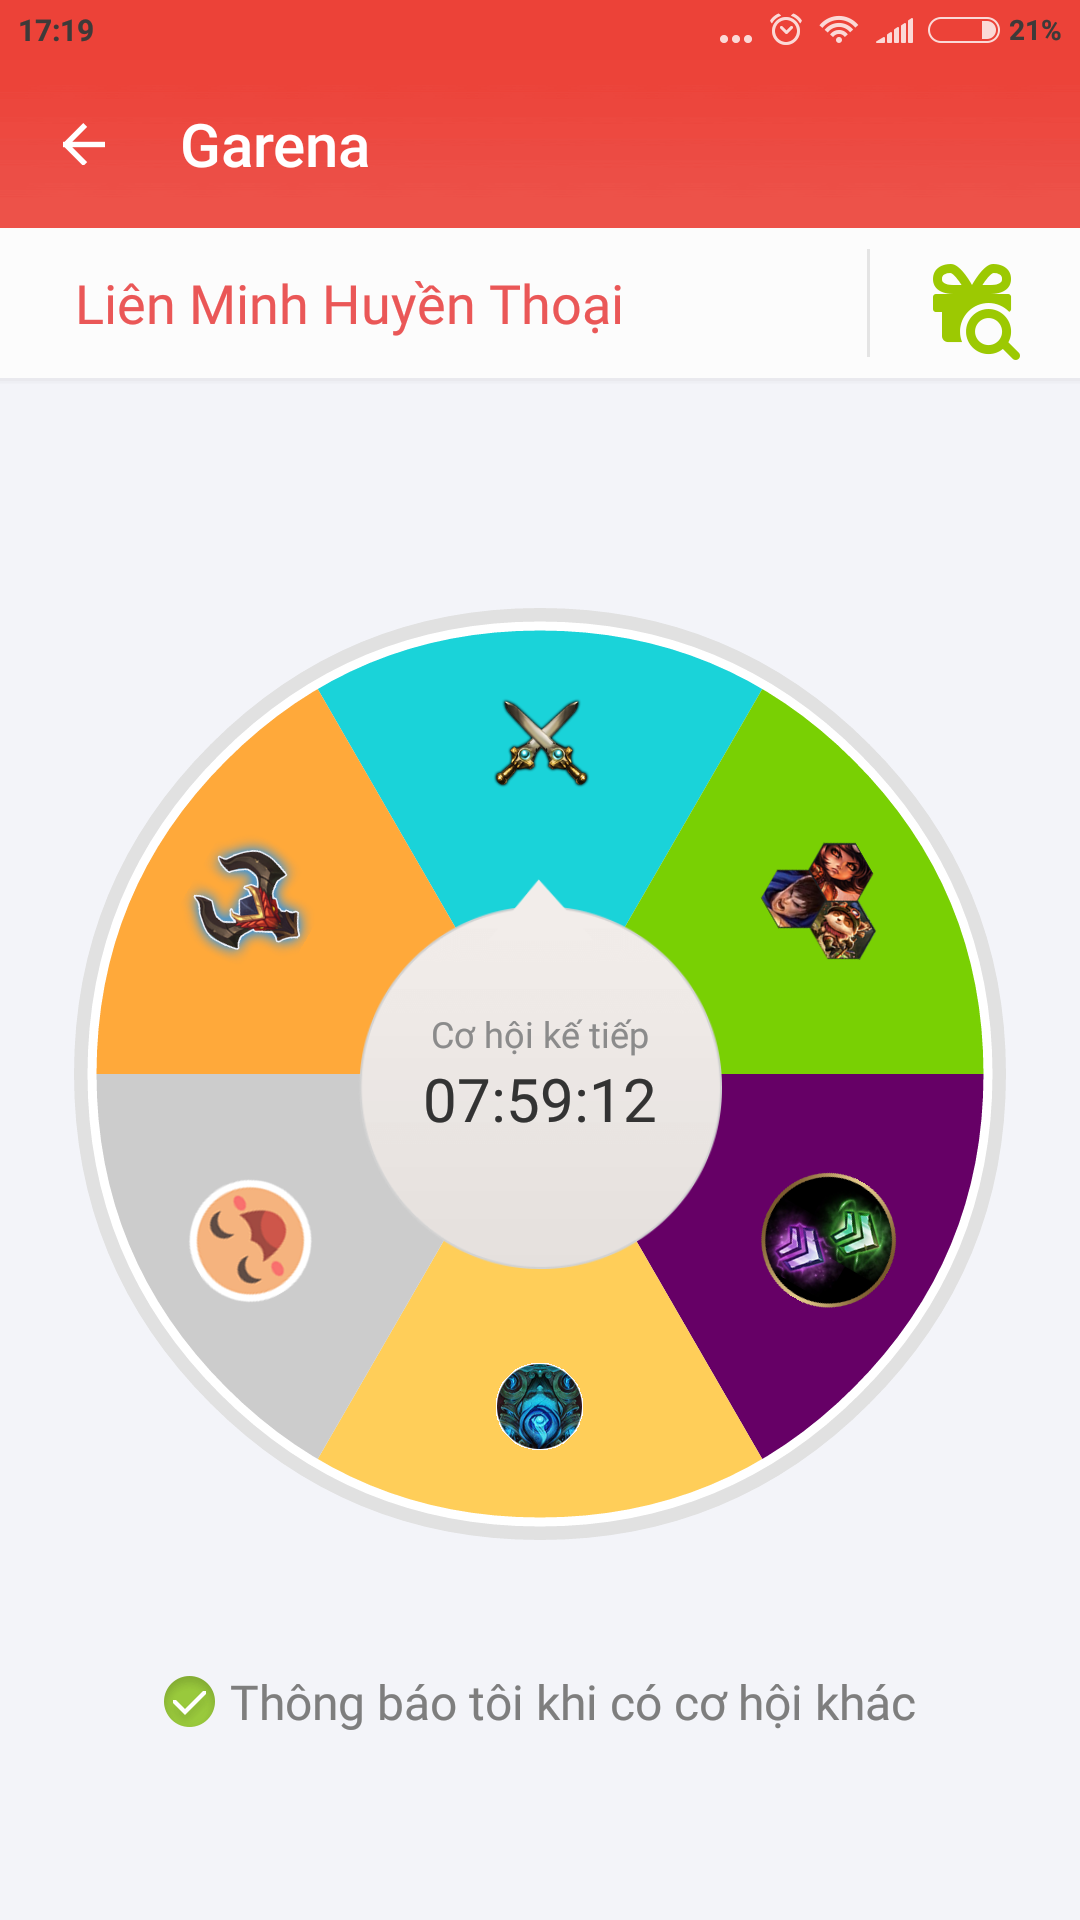 17:19
21%
Garena
Liên Minh Huyền Thoại
Cơ hội kế tiếp
07:59:12
Thông báo tôi khi có cơ hội khác